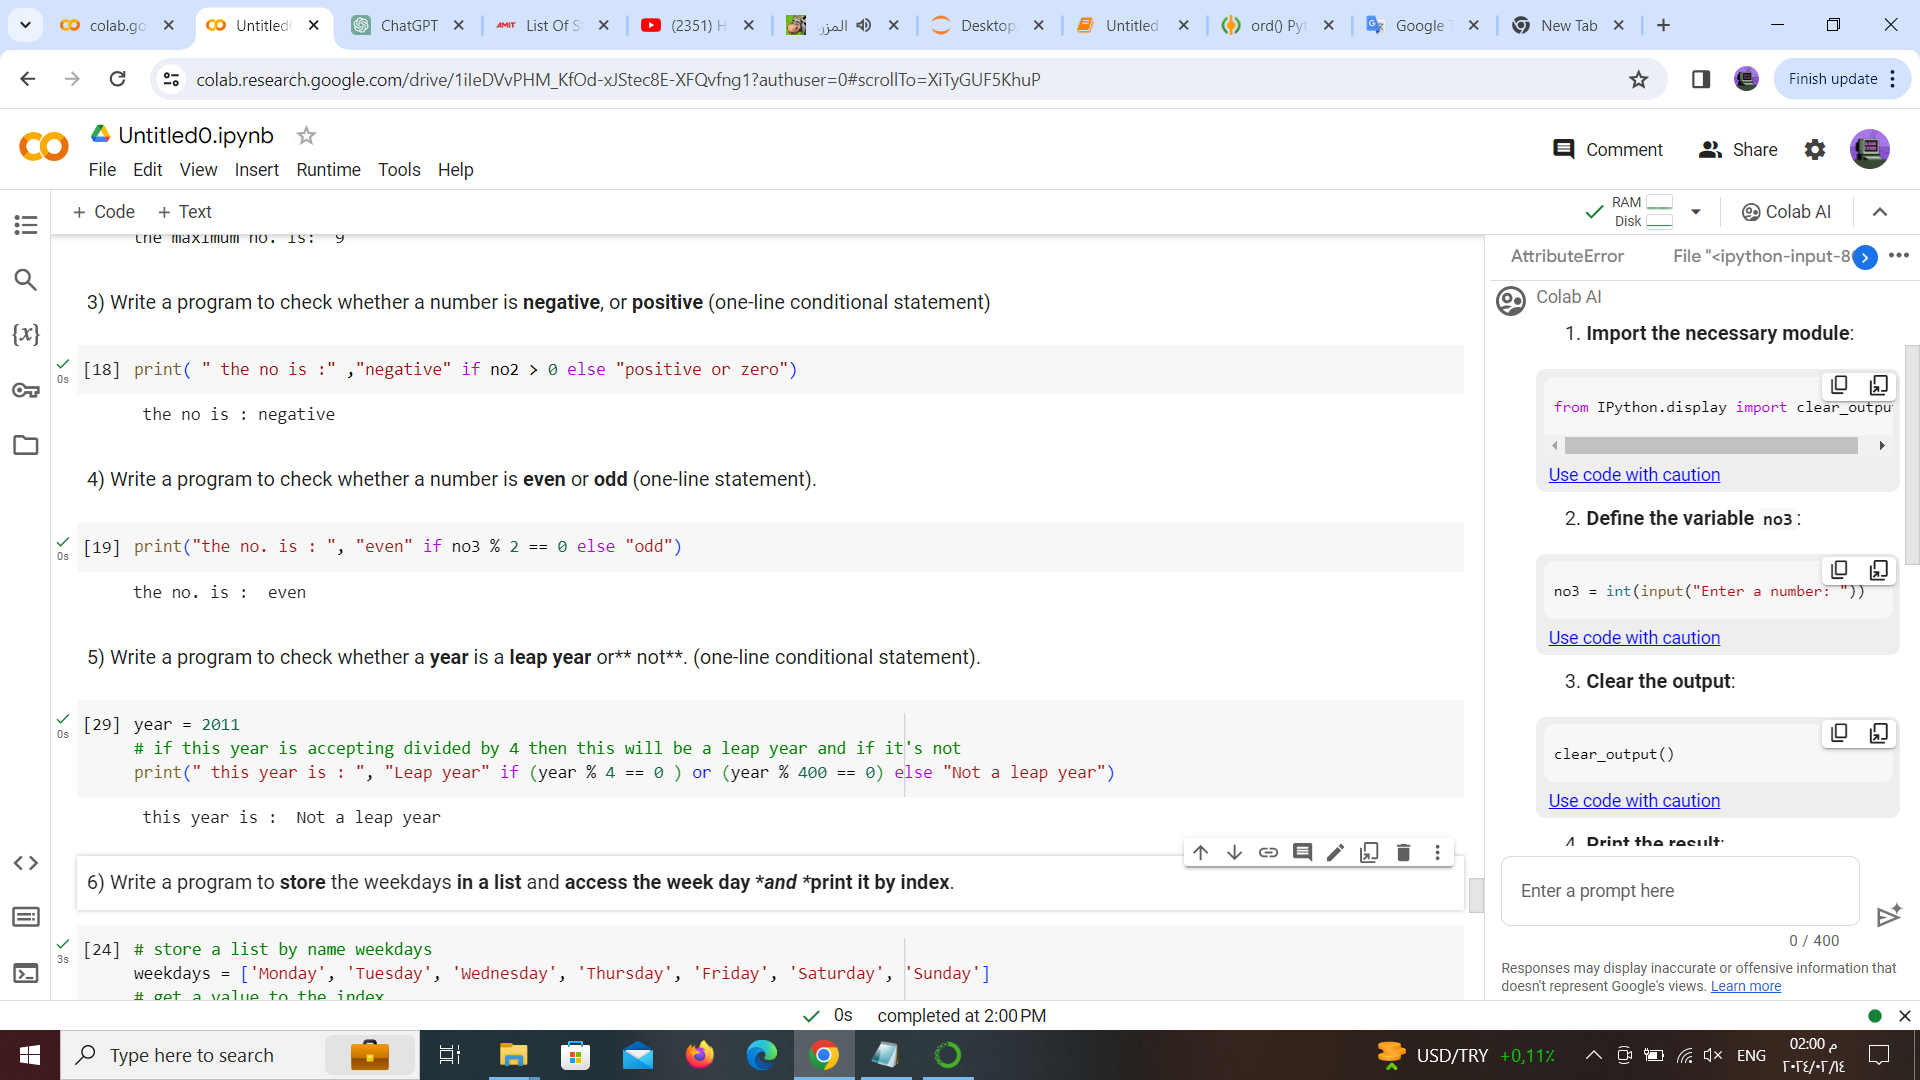 colab.go
Untitled
ChatGPT
AMIT List Of S
(2351) H
المزر
Desktop
Untitled
ord() Pyt
Google T
New Tab
colab.research.google.com/drive/1iIeDVvPHM_KfOd-xJStec8E-XFQvfng1?authuser=0#scrollTo=XiTyGUF5KhuP
Finish update
Untitled0.ipynb
Comment
Share
File Edit View Insert Runtime Tools Help
+ Code + Text
RAM
Disk
Colab AI
the maximum no. is: 9
3) Write a program to check whether a number is negative, or positive (one-line conditional statement)
0s
[18] print( " the no is :" ,"negative" if no2 > 0 else "positive or zero")
the no is : negative
4) Write a program to check whether a number is even or odd (one-line statement).
0s
[19] print("the no. is : ", "even" if no3 % 2 == 0 else "odd")
the no. is :  even
5) Write a program to check whether a year is a leap year or** not**. (one-line conditional statement).
0s
[29] year = 2011
# if this year is accepting divided by 4 then this will be a leap year and if it's not
print(" this year is : ", "Leap year" if (year % 4 == 0 ) or (year % 400 == 0) else "Not a leap year")
this year is :  Not a leap year
6) Write a program to store the weekdays in a list and access the week day *and *print it by index.
3s
[24] # store a list by name weekdays
weekdays = ['Monday', 'Tuesday', 'Wednesday', 'Thursday', 'Friday', 'Saturday', 'Sunday']
# get a value to the index
AttributeError
File "<ipython-input-8
Colab AI
1. Import the necessary module:
from IPython.display import clear_outpu
Use code with caution
2. Define the variable no3:
no3 = int(input("Enter a number: "))
Use code with caution
3. Clear the output:
clear_output()
Use code with caution
4. Print the result:
Enter a prompt here
0 / 400
Responses may display inaccurate or offensive information that
doesn't represent Google's views. Learn more
0s completed at 2:00 PM
Type here to search
USD/TRY +0,11%
ENG
02:00 م
٢٠٢٤/٠٢/١٤